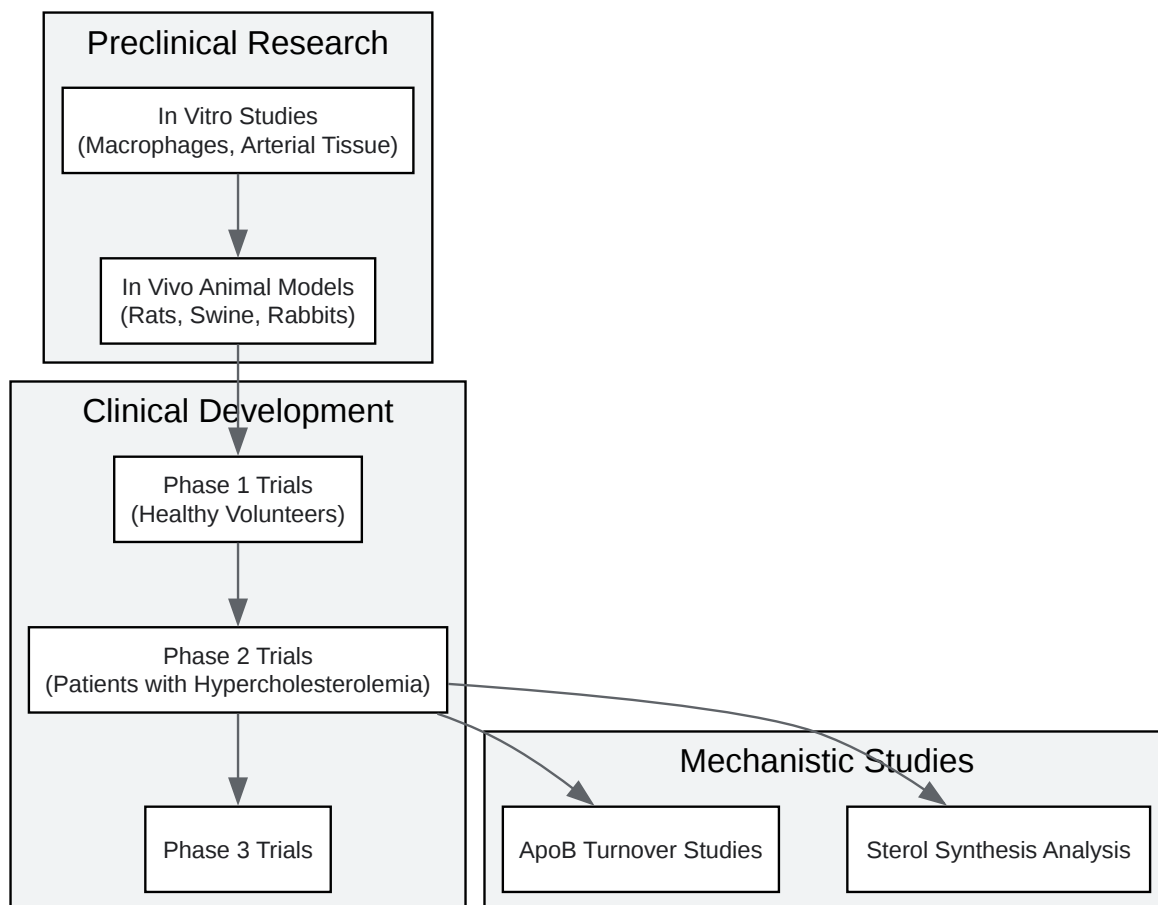 Preclinical Research
In Vitro Studies
(Macrophages, Arterial Tissue)
In Vivo Animal Models
(Rats, Swine, Rabbits)
Clinical Development
Phase 1 Trials
(Healthy Volunteers)
Phase 2 Trials
(Patients with Hypercholesterolemia)
Phase 3 Trials
Mechanistic Studies
ApoB Turnover Studies
Sterol Synthesis Analysis